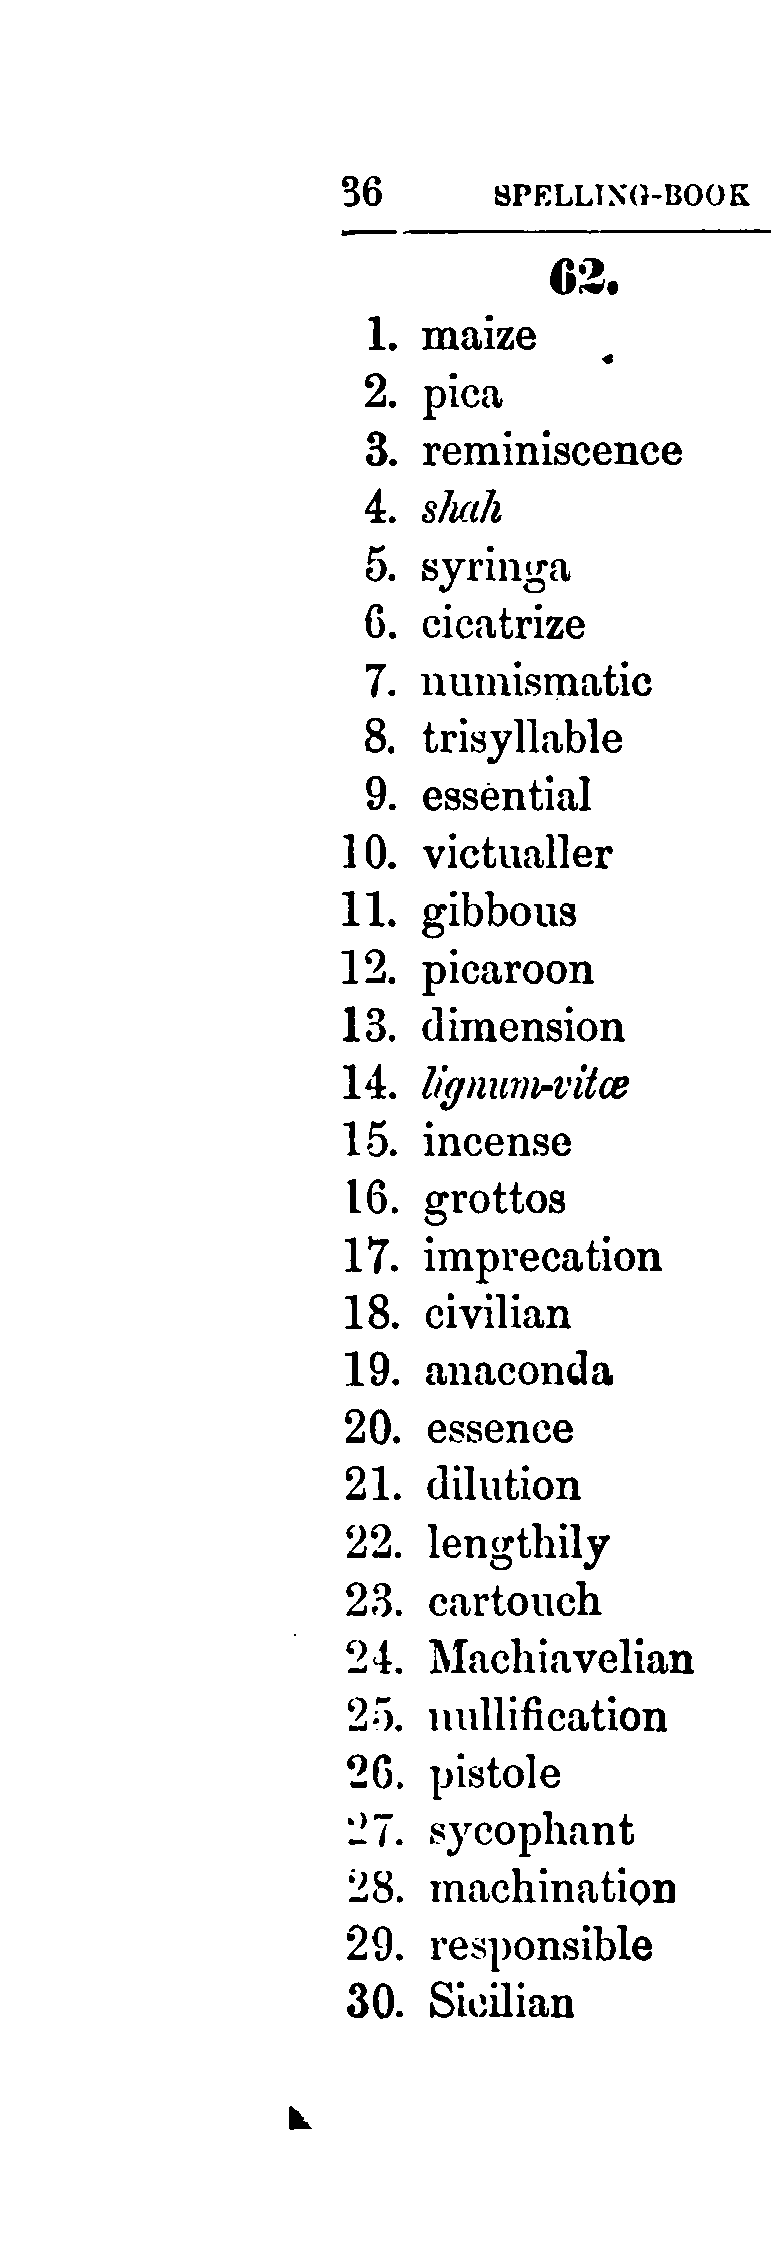 36 SPELLING-BOOK
62.
1. maize
2. pica
3. reminiscence
4. shah
5. syringa
6. cicatrize
7. numismatic
8. trisyllable
9. essential
10. victualler
11. gibbous
12. picaroon
13. dimension
14. lignum-vitæ
15. incense
16. grottos
17. imprecation
18. civilian
19. anaconda
20. essence
21. dilution
22. lengthily
23. cartouch
24. Machiavelian
25. nullification
26. pistole
27. sycophant
28. machination
29. responsible
30. Sicilian